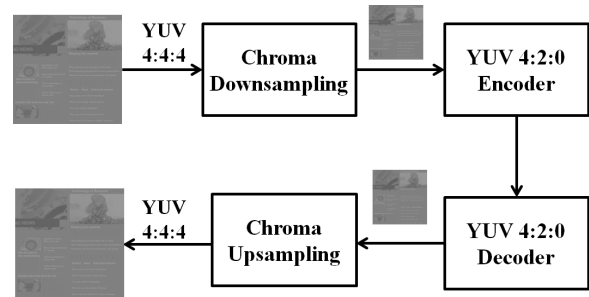 YUV
4:4:4
Chroma
Downsampling
YUV 4:2:0
Encoder
YUV
4:4:4
Chroma
Upsampling
YUV 4:2:0
Decoder